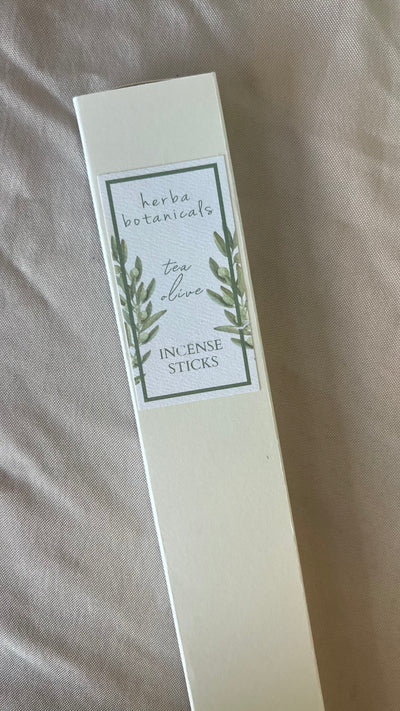 herba
botanicals
tea
olive
INCENSE
STICKS